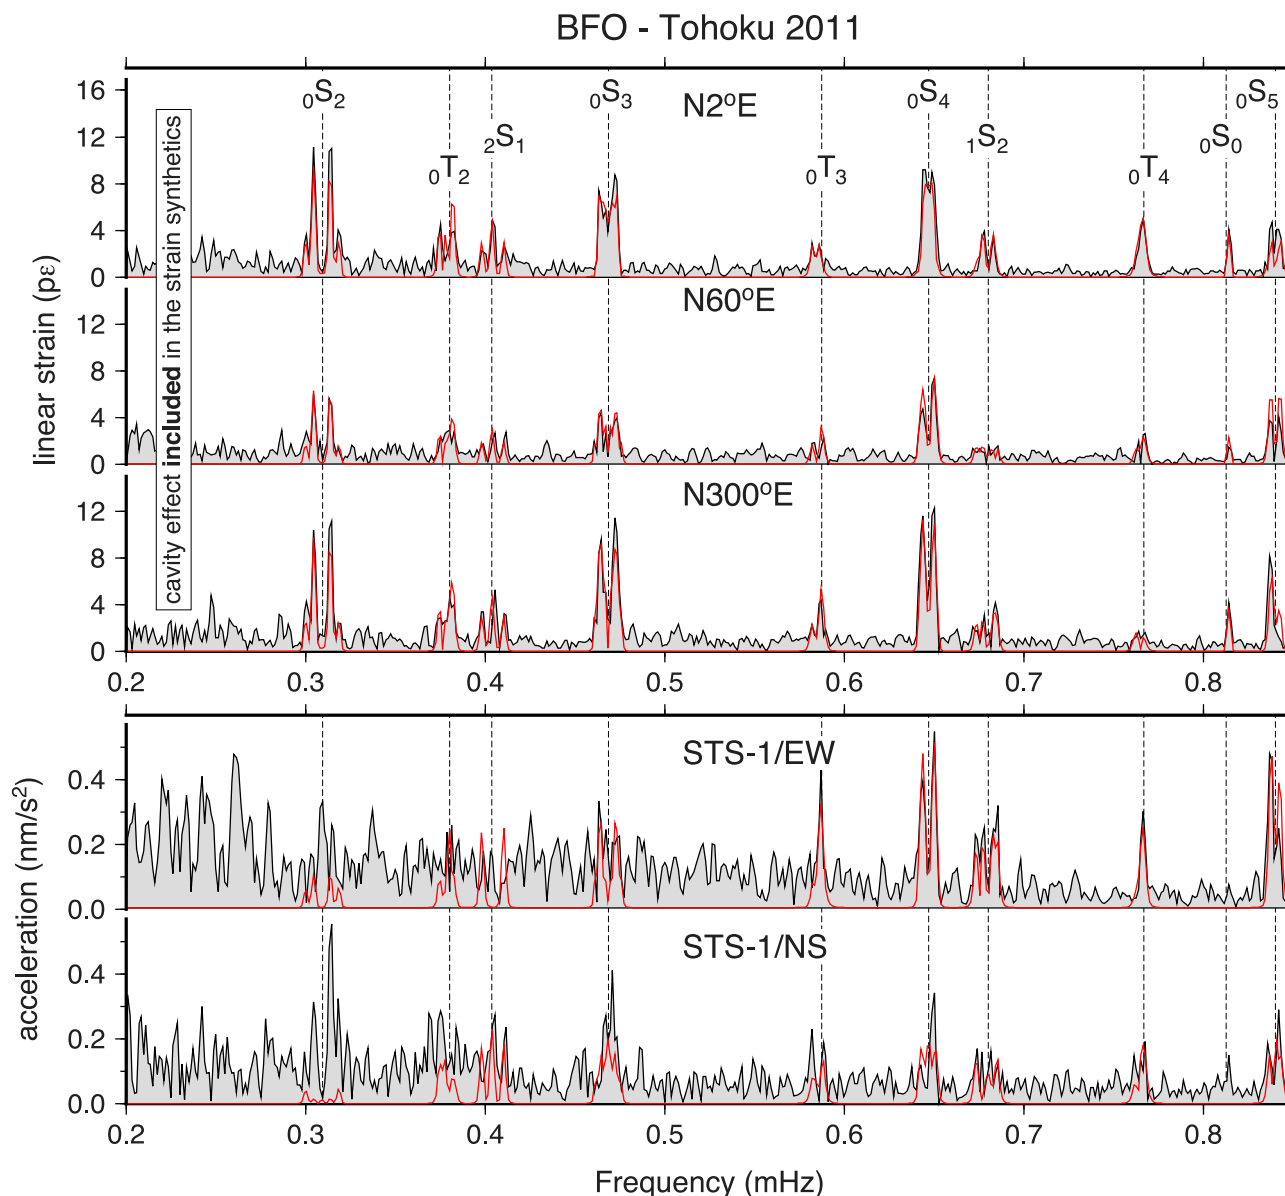 BFO - Tohoku 2011
16
12
8
4
0
₀S₂
₀T₂
₂S₁
₀S₃
N2ºE
₀T₃
₀S₄
₁S₂
₀T₄
₀S₀
₀S₅
cavity effect included in the strain synthetics
linear strain (pε)
N60ºE
12
8
4
0
N300ºE
12
8
4
0
0.2 0.3 0.4 0.5 0.6 0.7 0.8
STS-1/EW
0.4
0.2
0.0
acceleration (nm/s²)
STS-1/NS
0.4
0.2
0.0
0.2 0.3 0.4 0.5 0.6 0.7 0.8
Frequency (mHz)